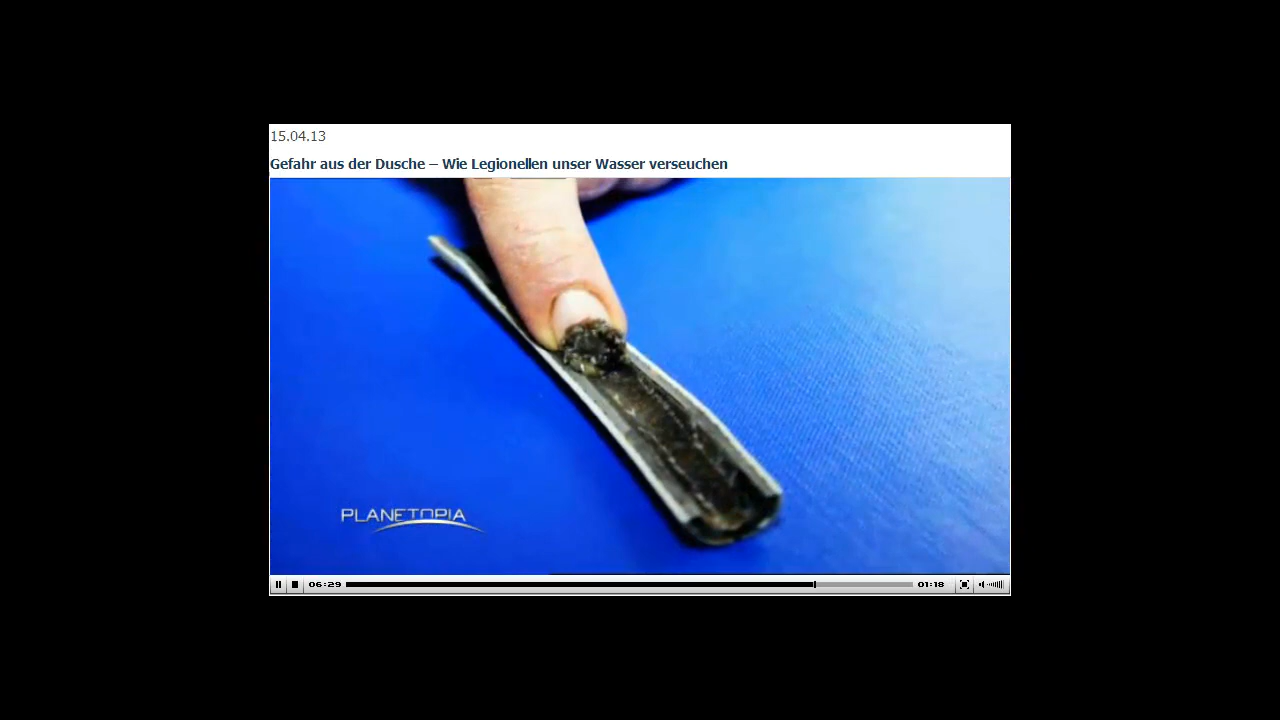 15.04.13
Gefahr aus der Dusche – Wie Legionellen unser Wasser verseuchen
PLANETOPIA
06:29
01:18